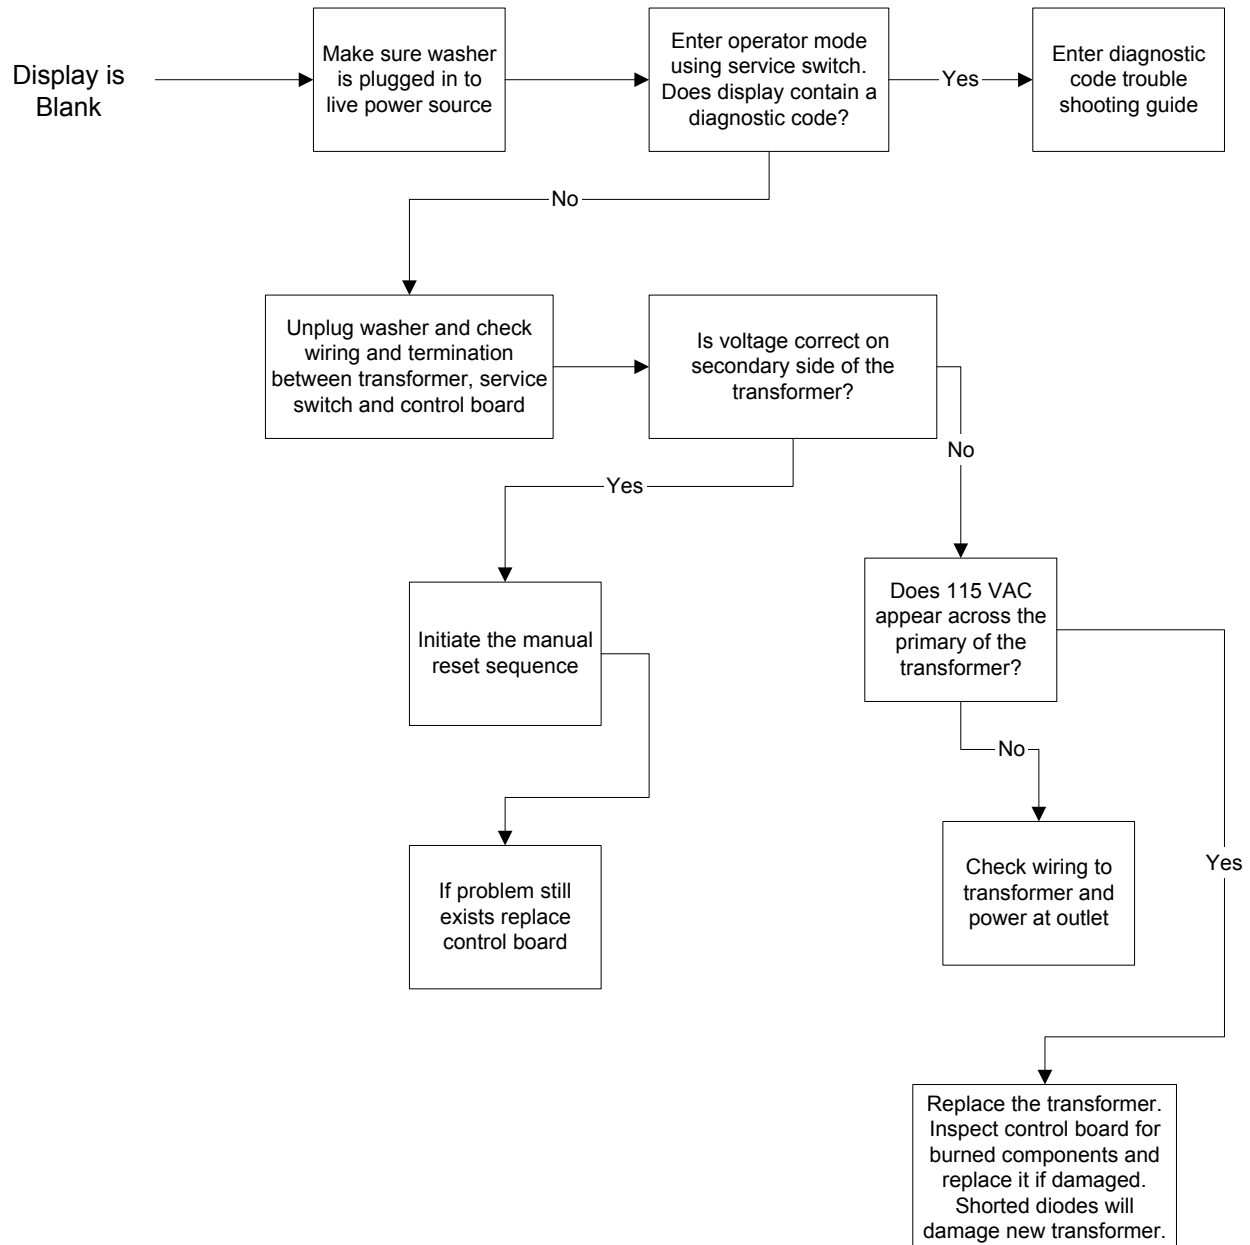 Display is
Blank
Make sure washer
is plugged in to
live power source
Enter operator mode
using service switch.
Does display contain a
diagnostic code?
Yes
Enter diagnostic
code trouble
shooting guide
No
Unplug washer and check
wiring and termination
between transformer, service
switch and control board
Is voltage correct on
secondary side of the
transformer?
No
Yes
Initiate the manual
reset sequence
Does 115 VAC
appear across the
primary of the
transformer?
No
If problem still
exists replace
control board
Check wiring to
transformer and
power at outlet
Yes
Replace the transformer.
Inspect control board for
burned components and
replace it if damaged.
Shorted diodes will
damage new transformer.